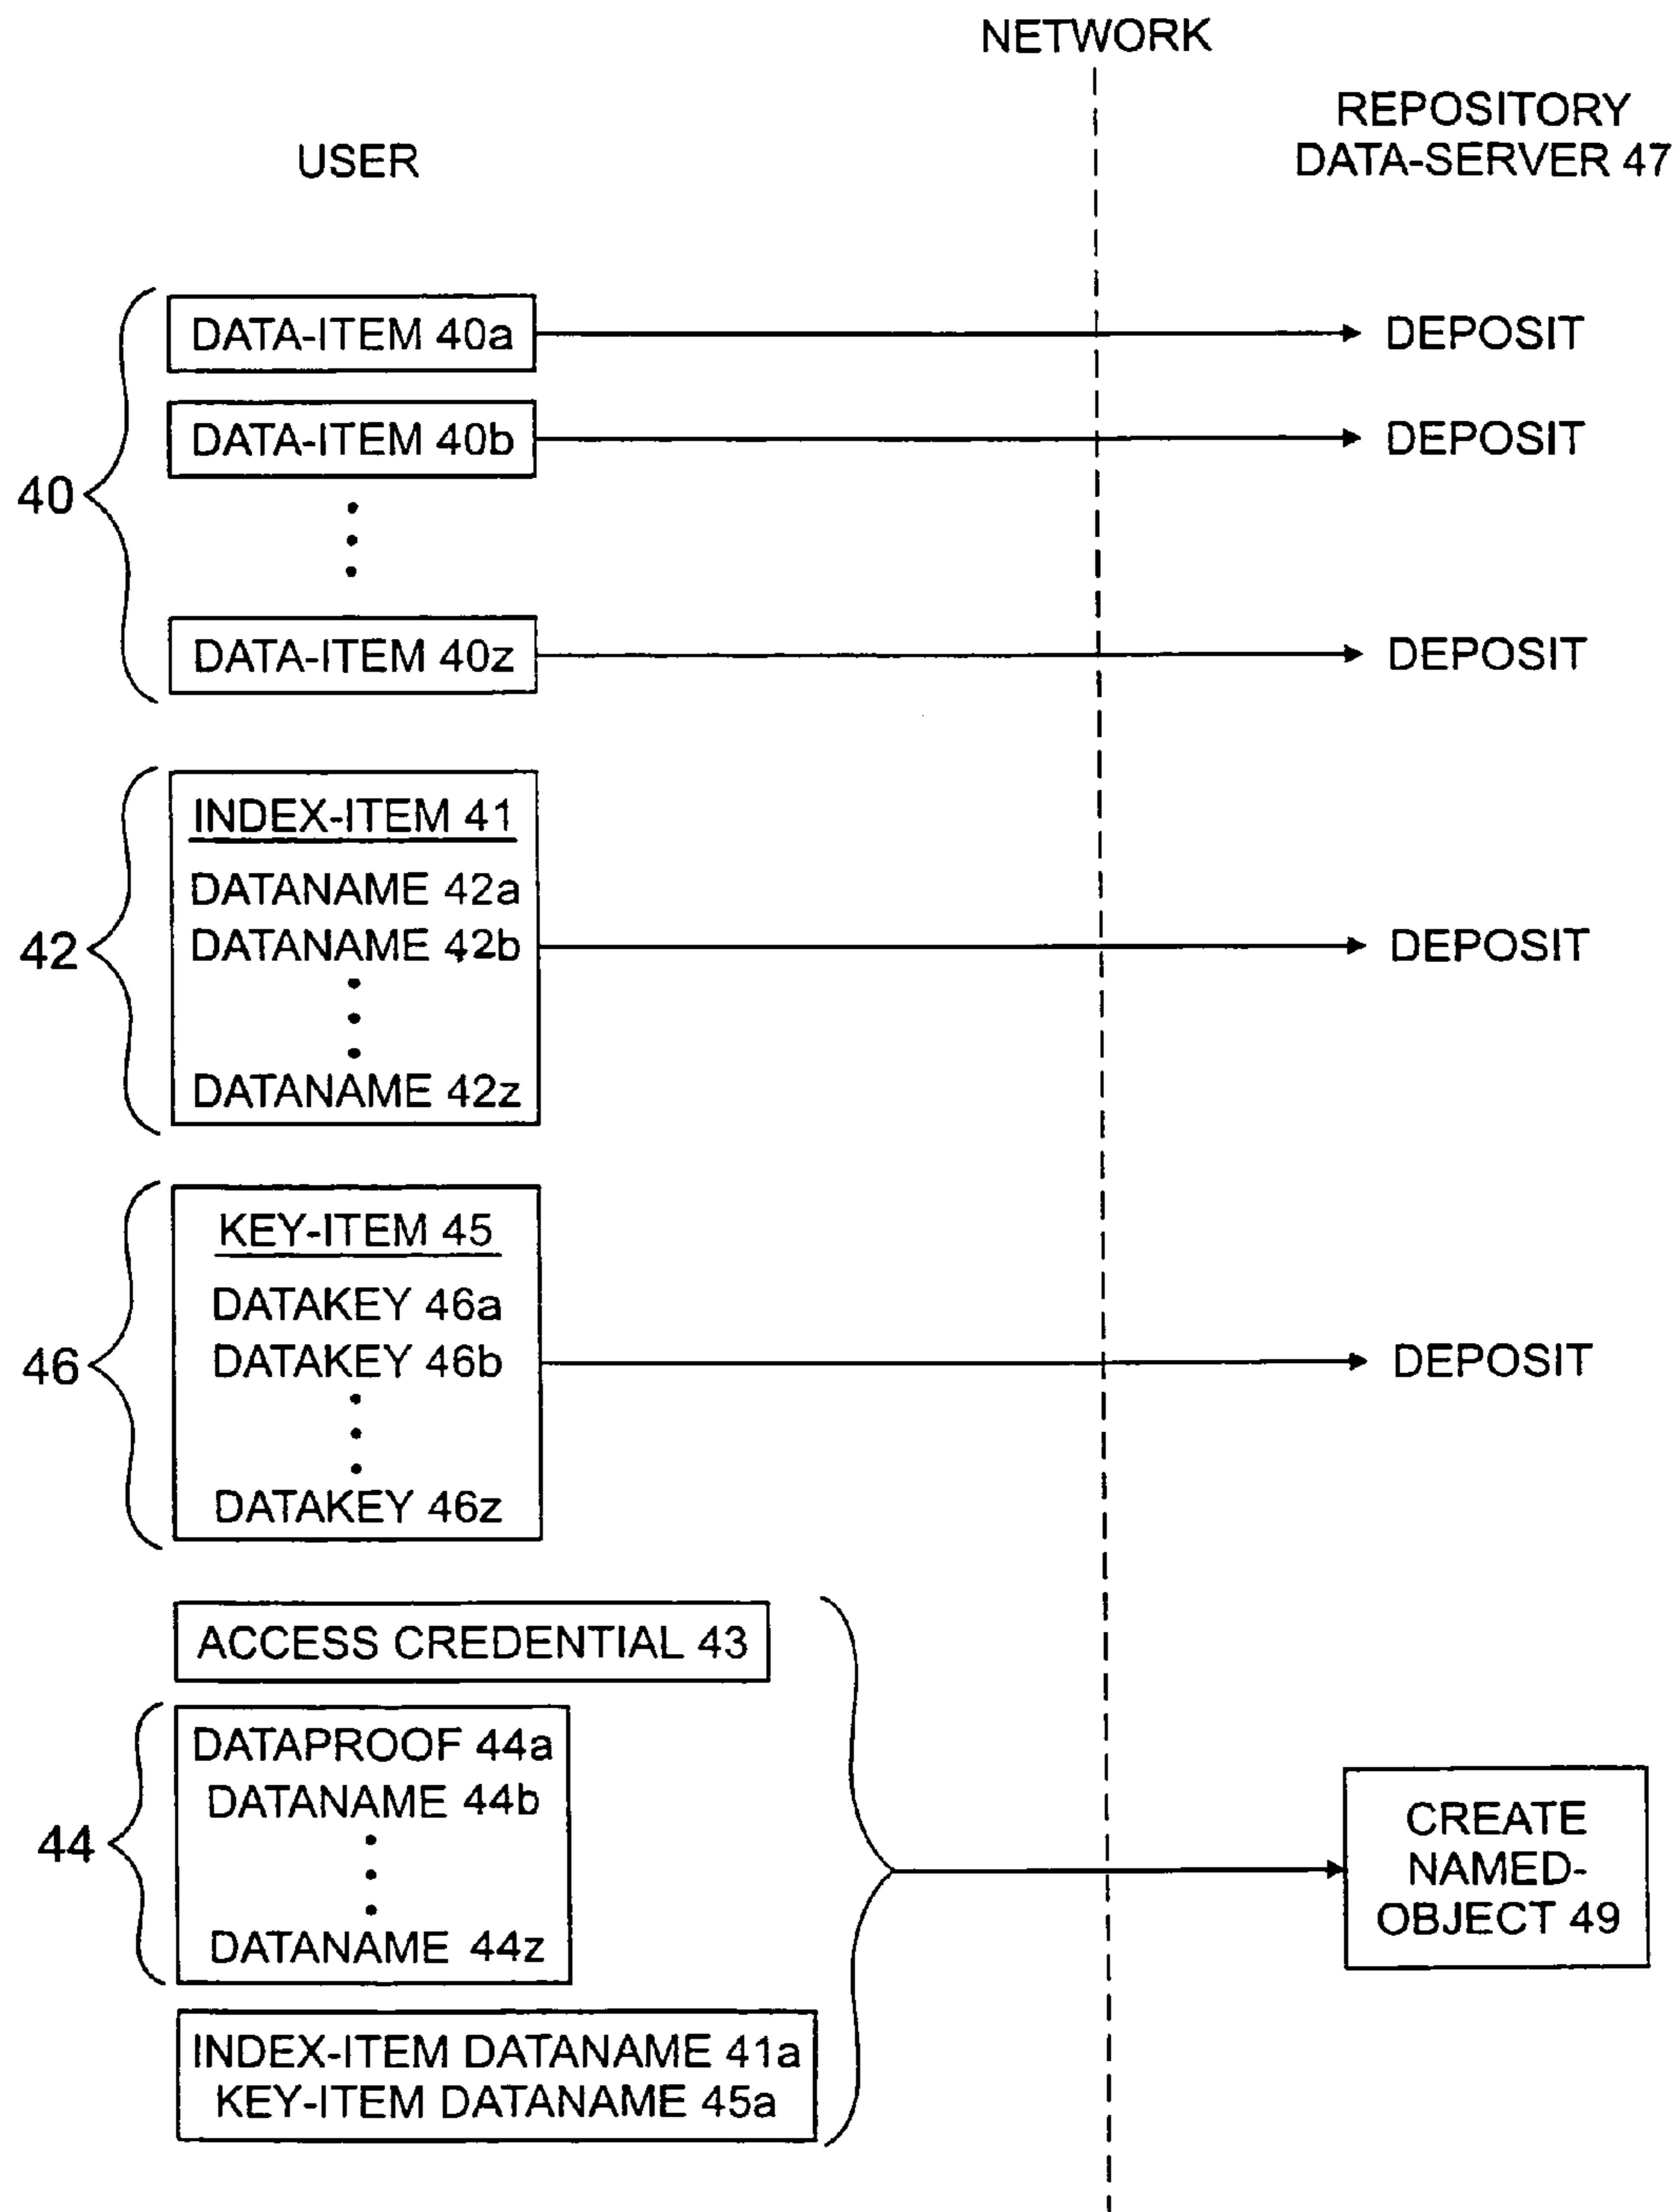 NETWORK
REPOSITORY
DATA-SERVER 47
USER
40
DATA-ITEM 40a
DEPOSIT
DATA-ITEM 40b
DEPOSIT
DATA-ITEM 40z
DEPOSIT
42
INDEX-ITEM 41
DATANAME 42a
DATANAME 42b
DATANAME 42z
DEPOSIT
46
KEY-ITEM 45
DATAKEY 46a
DATAKEY 46b
DATAKEY 46z
DEPOSIT
ACCESS CREDENTIAL 43
44
DATAPROOF 44a
DATANAME 44b
DATANAME 44z
INDEX-ITEM DATANAME 41a
KEY-ITEM DATANAME 45a
CREATE
NAMED-
OBJECT 49